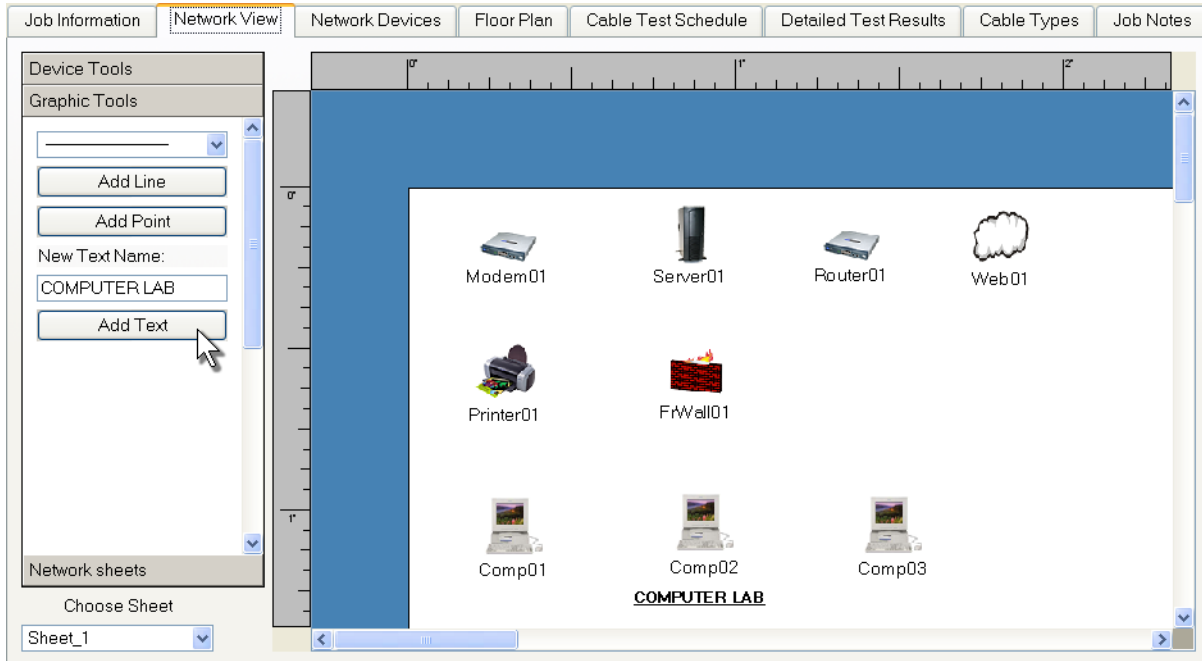 Job Information Network View Network Devices Floor Plan Cable Test Schedule Detailed Test Results Cable Types Job Notes
Device Tools
Graphic Tools
Add Line
Add Point
New Text Name:
COMPUTER LAB
Add Text
Network sheets
Choose Sheet
Sheet_1
0" 1" 2"
0"
1"
Modem01 Server01 Router01 Web01
Printer01 FrWall01
Comp01 Comp02 Comp03
COMPUTER LAB